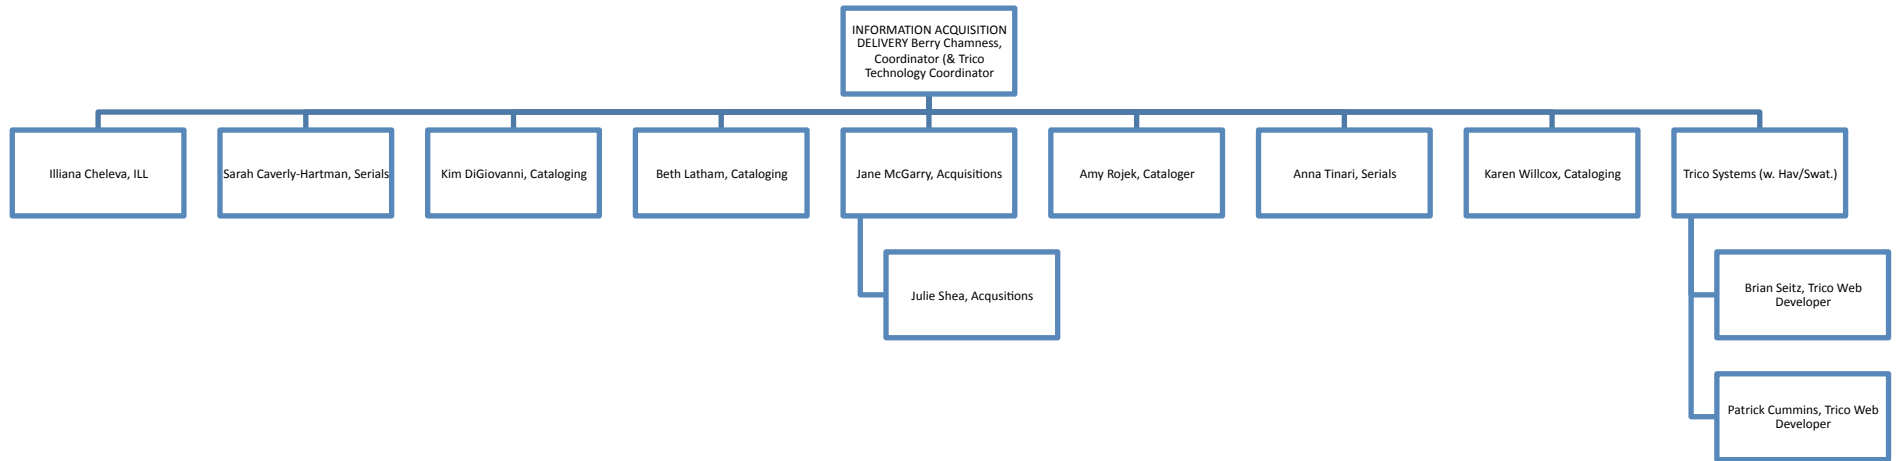 INFORMATION ACQUISITION
DELIVERY Berry Chamness,
Coordinator (& Trico
Technology Coordinator
Illiana Cheleva, ILL
Sarah Caverly-Hartman, Serials
Kim DiGiovanni, Cataloging
Beth Latham, Cataloging
Jane McGarry, Acquisitions
Amy Rojek, Cataloger
Anna Tinari, Serials
Karen Willcox, Cataloging
Trico Systems (w. Hav/Swat.)
Julie Shea, Acqusitions
Brian Seitz, Trico Web
Developer
Patrick Cummins, Trico Web
Developer